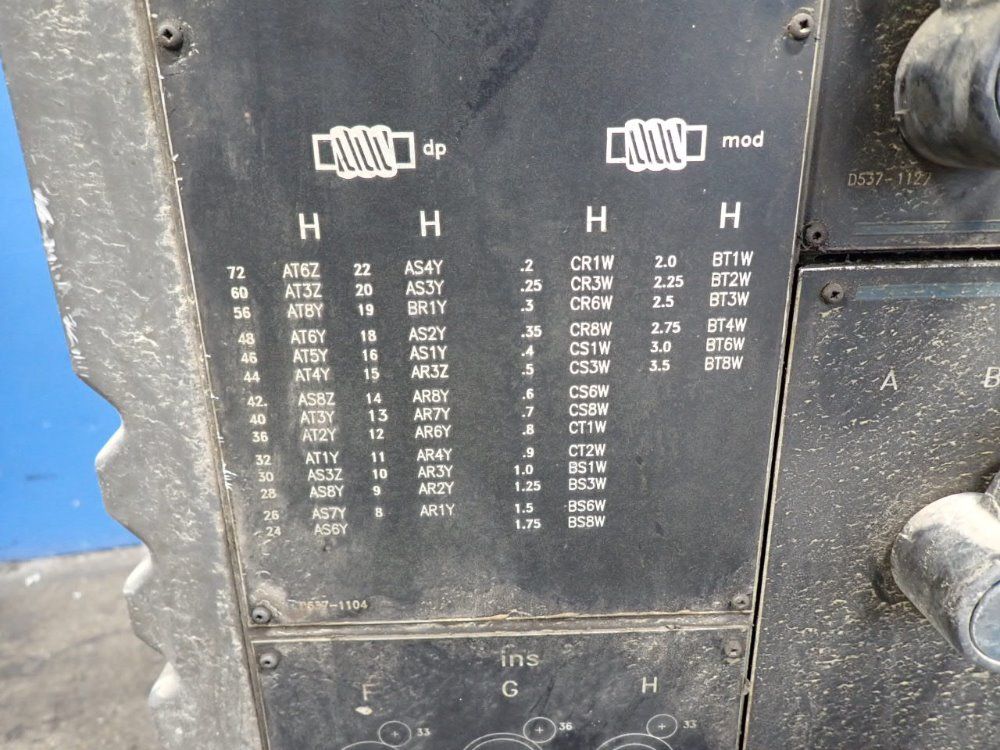 dp mod
H H H H
72 AT6Z 22 AS4Y .2 CR1W 2.0 BT1W
60 AT3Z 20 AS3Y .25 CR3W 2.25 BT2W
56 AT8Y 19 BR1Y .3 CR6W 2.5 BT3W
48 AT6Y 18 AS2Y .35 CR8W 2.75 BT4W
46 AT5Y 16 AS1Y .4 CS1W 3.0 BT6W
44 AT4Y 15 AR3Z .5 CS3W 3.5 BT8W
42. AS8Z 14 AR8Y .6 CS6W
40 AT3Y 13 AR7Y .7 CS8W
36 AT2Y 12 AR6Y .8 CT1W
32 AT1Y 11 AR4Y .9 CT2W
30 AS3Z 10 AR3Y 1.0 BS1W
28 AS8Y 9 AR2Y 1.25 BS3W
26 AS7Y 8 AR1Y 1.5 BS6W
24 AS6Y 1.75 BS8W
D537-1104
D537-1127
A B
ins
F G H
33 36 33